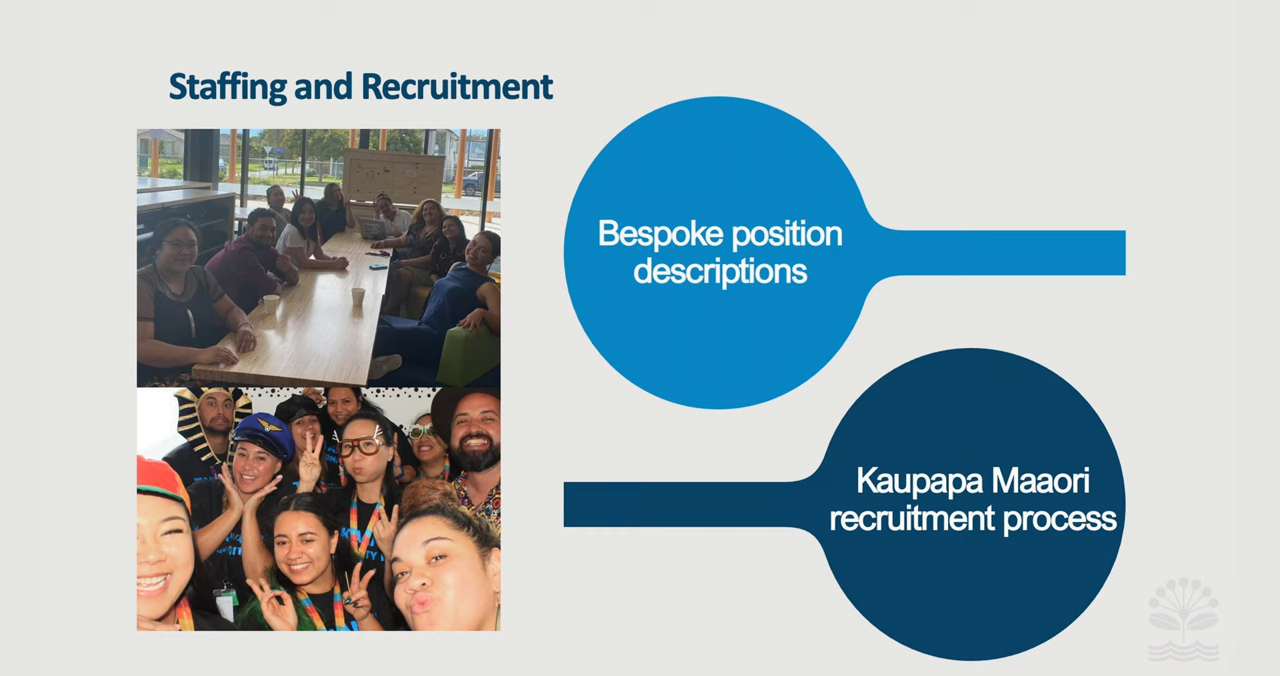 Staffing and Recruitment
Bespoke position
descriptions
Kaupapa Maaori
recruitment process